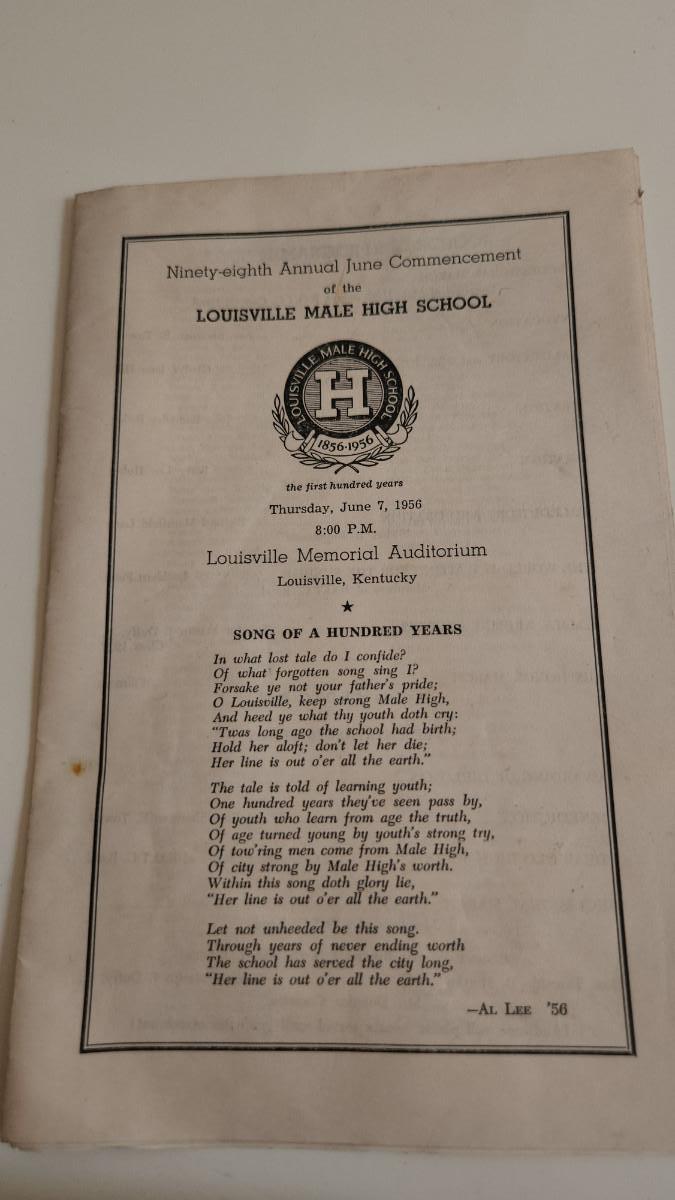 Ninety-eighth Annual June Commencement
of the
LOUISVILLE MALE HIGH SCHOOL
LOUISVILLE MALE HIGH SCHOOL
H
1856-1956
the first hundred years
Thursday, June 7, 1956
8:00 P.M.
Louisville Memorial Auditorium
Louisville, Kentucky
★
SONG OF A HUNDRED YEARS
In what lost tale do I confide?
Of what forgotten song sing I?
Forsake ye not your father's pride;
O Louisville, keep strong Male High,
And heed ye what thy youth doth cry:
"Twas long ago the school had birth;
Hold her aloft; don't let her die;
Her line is out o'er all the earth."
The tale is told of learning youth;
One hundred years they've seen pass by,
Of youth who learn from age the truth,
Of age turned young by youth's strong try,
Of tow'ring men come from Male High,
Of city strong by Male High's worth.
Within this song doth glory lie,
"Her line is out o'er all the earth."
Let not unheeded be this song.
Through years of never ending worth
The school has served the city long,
"Her line is out o'er all the earth."
—AL LEE '56